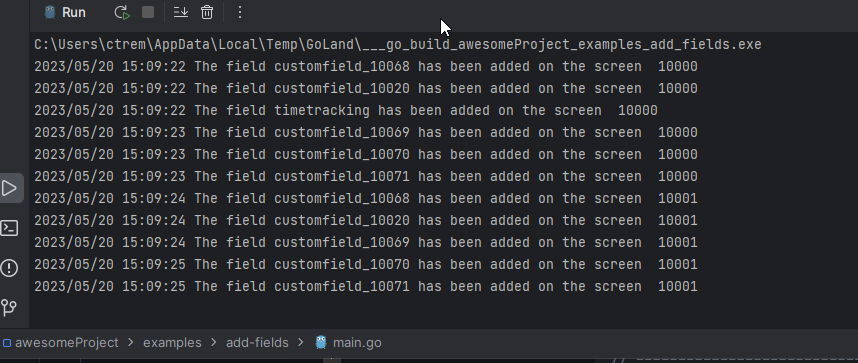 Run
C:\Users\ctrem\AppData\Local\Temp\GoLand\___go_build_awesomeProject_examples_add_fields.exe
2023/05/20 15:09:22 The field customfield_10068 has been added on the screen  10000
2023/05/20 15:09:22 The field customfield_10020 has been added on the screen  10000
2023/05/20 15:09:22 The field timetracking has been added on the screen  10000
2023/05/20 15:09:23 The field customfield_10069 has been added on the screen  10000
2023/05/20 15:09:23 The field customfield_10070 has been added on the screen  10000
2023/05/20 15:09:23 The field customfield_10071 has been added on the screen  10000
2023/05/20 15:09:24 The field customfield_10068 has been added on the screen  10001
2023/05/20 15:09:24 The field customfield_10020 has been added on the screen  10001
2023/05/20 15:09:24 The field customfield_10069 has been added on the screen  10001
2023/05/20 15:09:25 The field customfield_10070 has been added on the screen  10001
2023/05/20 15:09:25 The field customfield_10071 has been added on the screen  10001
awesomeProject > examples > add-fields > main.go